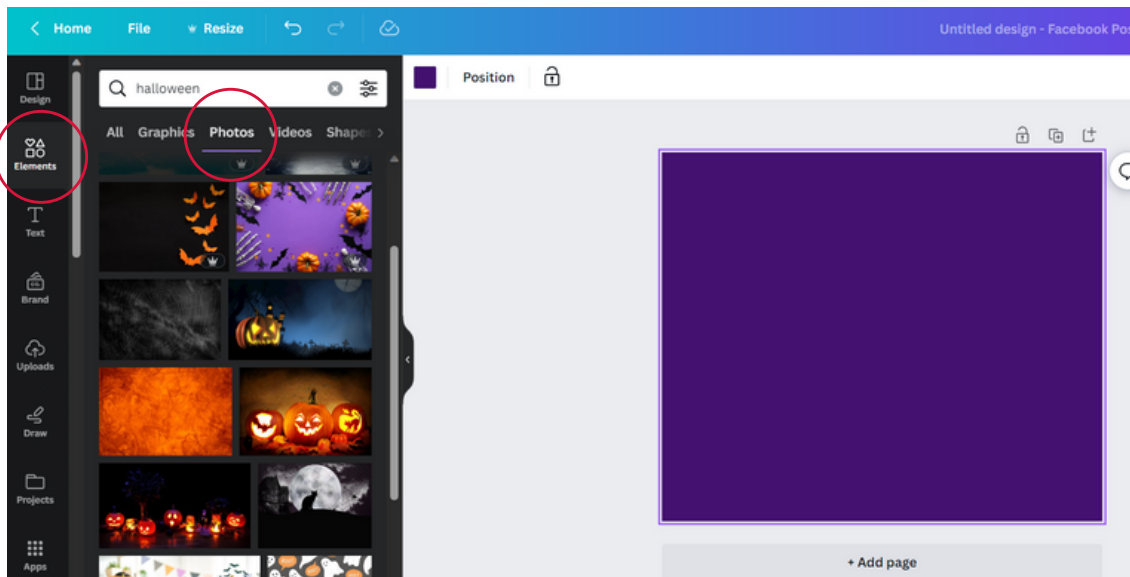 Home File Resize Untitled design - Facebook Pos
Design
Elements
Text
Brand
Uploads
Draw
Projects
Apps
halloween
All Graphics Photos Videos Shape
Position
+ Add page